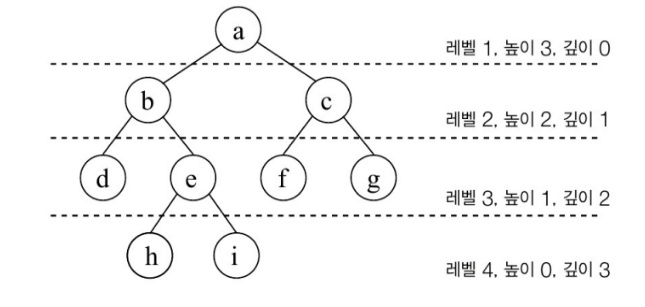 a
레벨 1, 높이 3, 깊이 0
b c
레벨 2, 높이 2, 깊이 1
d e f g
레벨 3, 높이 1, 깊이 2
h i
레벨 4, 높이 0, 깊이 3